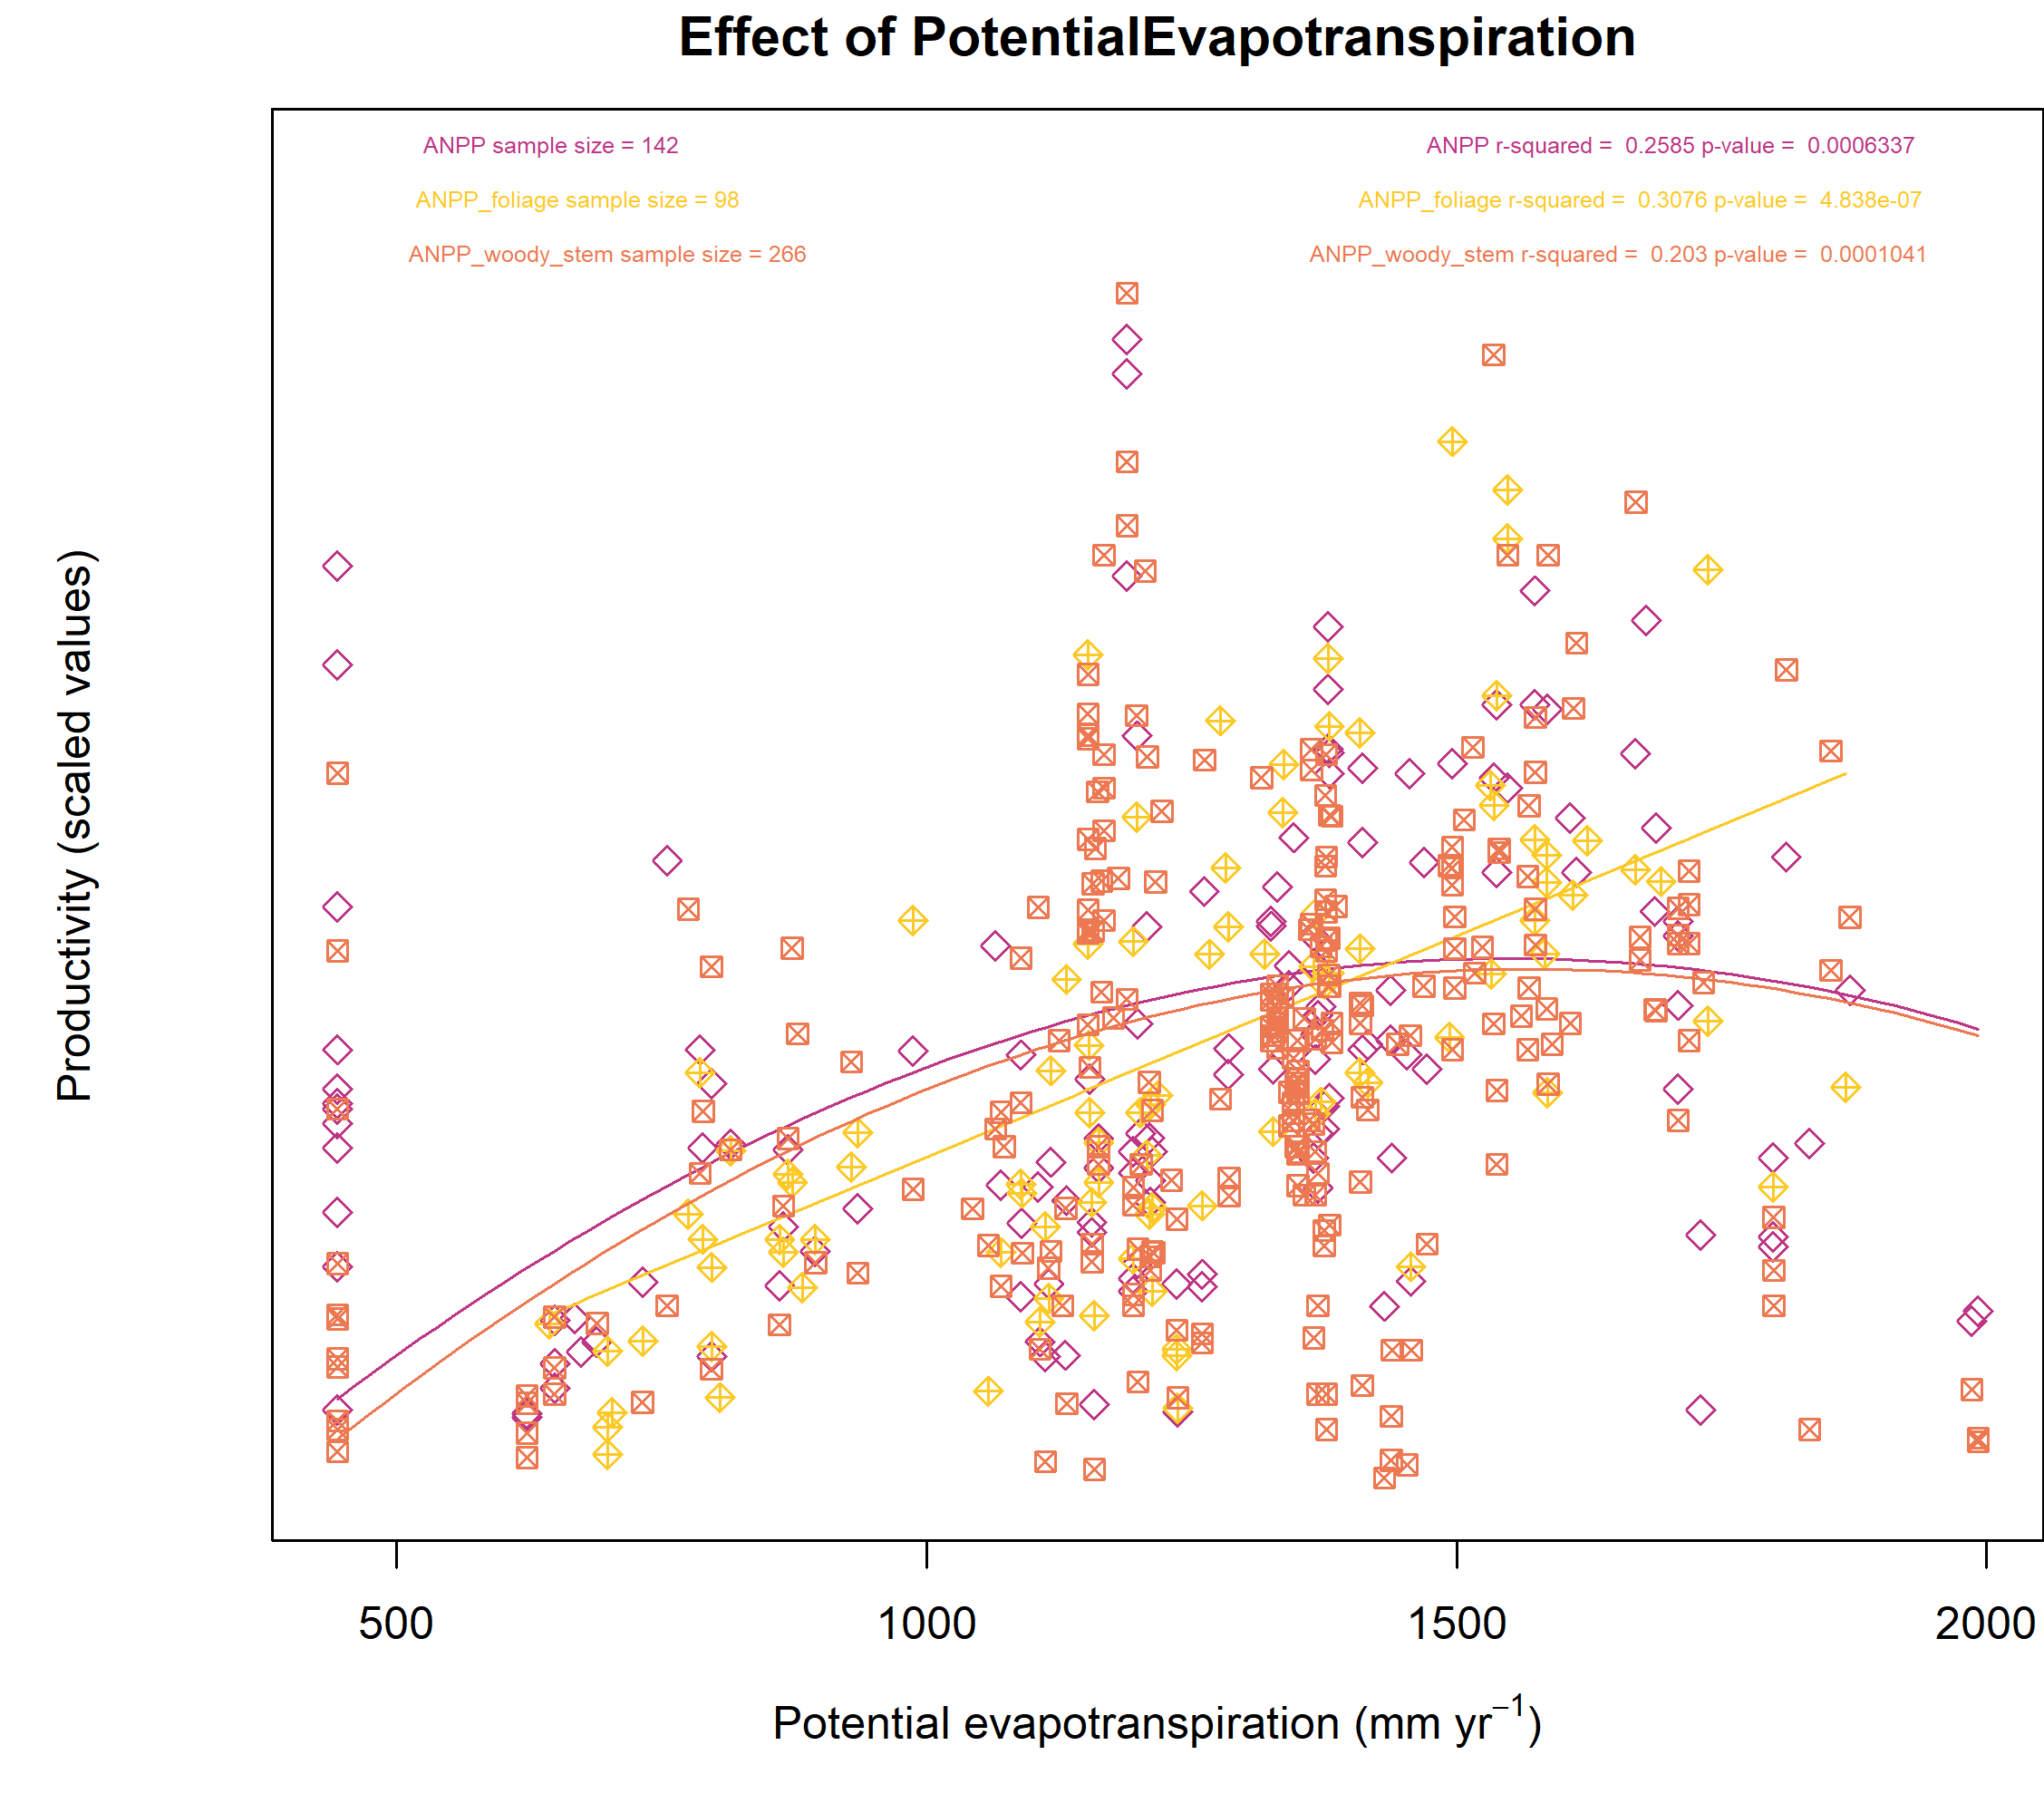 Effect of PotentialEvapotranspiration
ANPP sample size = 142
ANPP r-squared = 0.2585 p-value = 0.0006337
ANPP_foliage sample size = 98
ANPP_foliage r-squared = 0.3076 p-value = 4.838e-07
ANPP_woody_stem sample size = 266
ANPP_woody_stem r-squared = 0.203 p-value = 0.0001041
Productivity (scaled values)
500 1000 1500 2000
Potential evapotranspiration (mm yr⁻¹)